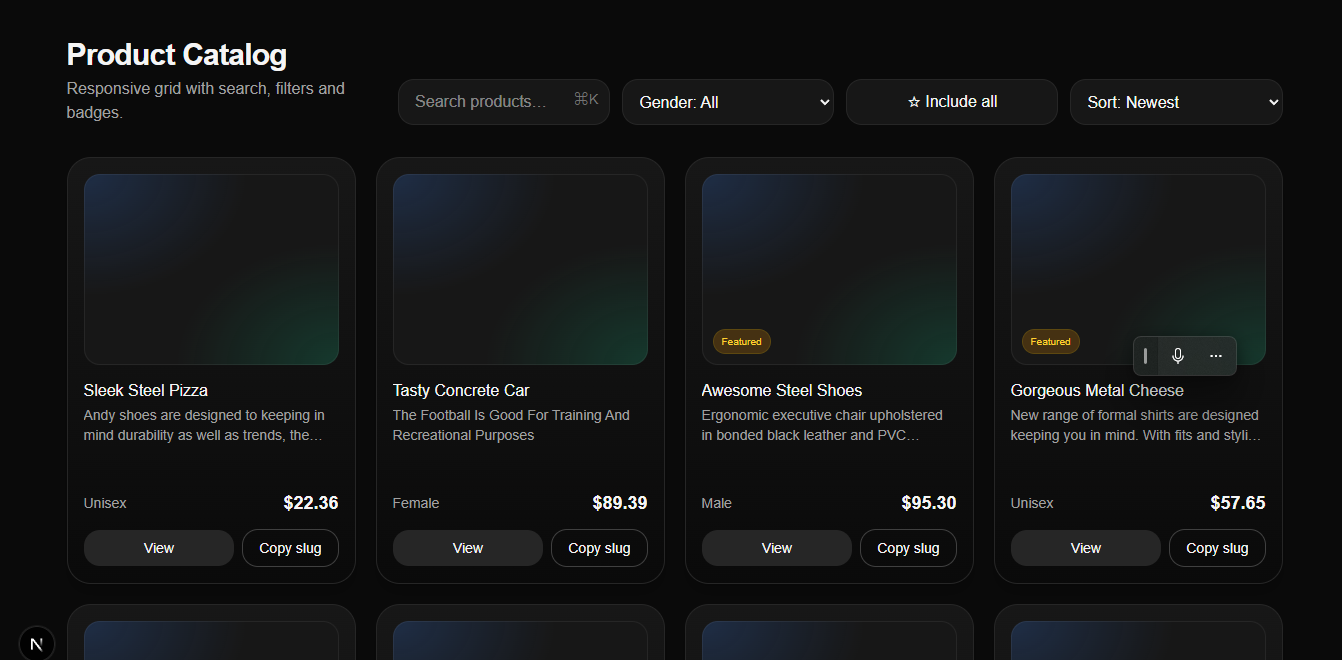 Product Catalog
Responsive grid with search, filters and
badges.
Search products… ⌘K
Gender: All
☆ Include all
Sort: Newest
Sleek Steel Pizza
Andy shoes are designed to keeping in
mind durability as well as trends, the…
Unisex
$22.36
View
Copy slug
Tasty Concrete Car
The Football Is Good For Training And
Recreational Purposes
Female
$89.39
View
Copy slug
Featured
Awesome Steel Shoes
Ergonomic executive chair upholstered
in bonded black leather and PVC…
Male
$95.30
View
Copy slug
Featured
Gorgeous Metal Cheese
New range of formal shirts are designed
keeping you in mind. With fits and styli…
Unisex
$57.65
View
Copy slug
N